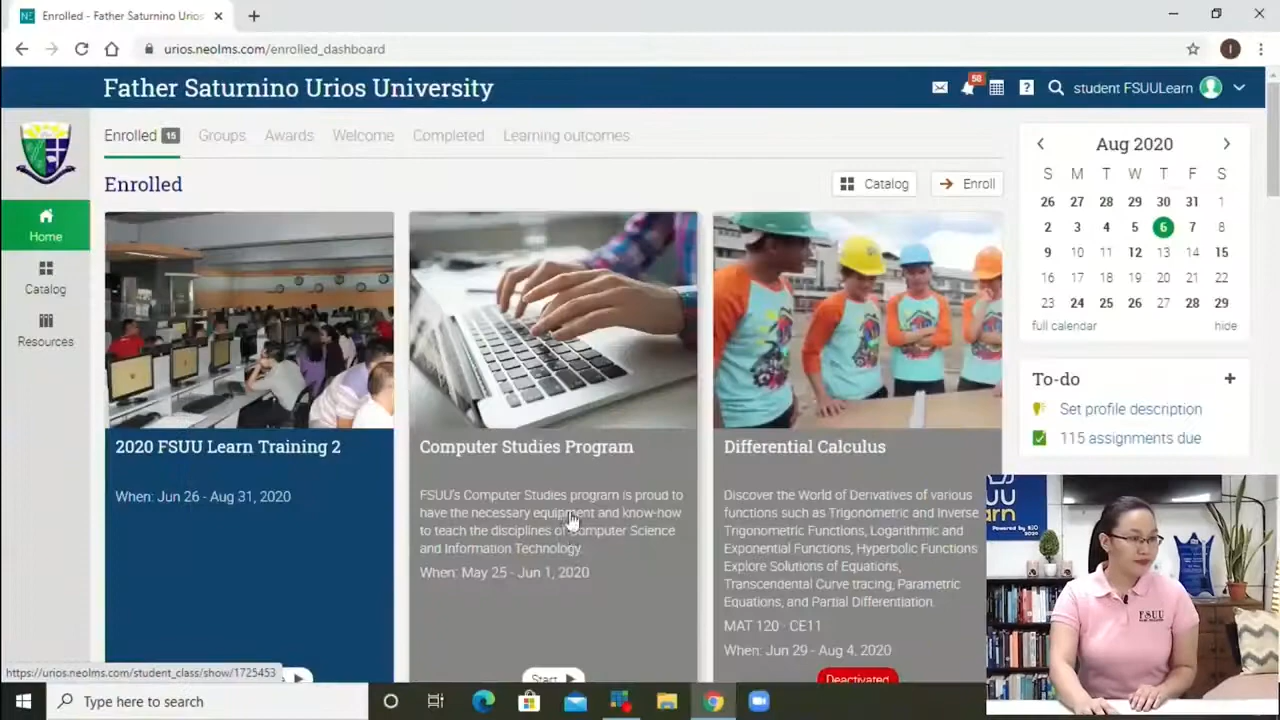 Enrolled - Father Saturnino Urios
urios.neolms.com/enrolled_dashboard
I
Father Saturnino Urios University
58
?
student FSUULearn
Enrolled 15 Groups Awards Welcome Completed Learning outcomes
Enrolled
Catalog
Enroll
Home
Catalog
Resources
2020 FSUU Learn Training 2
When: Jun 26 - Aug 31, 2020
Computer Studies Program
FSUU's Computer Studies program is proud to
have the necessary equipment and know-how
to teach the disciplines of Computer Science
and Information Technology.
When: May 25 - Jun 1, 2020
Start
Differential Calculus
Discover the World of Derivatives of various
functions such as Trigonometric and Inverse
Trigonometric Functions, Logarithmic and
Exponential Functions, Hyperbolic Functions
Explore Solutions of Equations,
Transcendental Curve tracing, Parametric
Equations, and Partial Differentiation.
MAT 120 - CE11
When: Jun 29 - Aug 4, 2020
Deactivated
Aug 2020
S M T W T F S
26 27 28 29 30 31 1
2 3 4 5 6 7 8
9 10 11 12 13 14 15
16 17 18 19 20 21 22
23 24 25 26 27 28 29
full calendar hide
To-do +
Set profile description
115 assignments due
FSUU
https://urios.neolms.com/student_class/show/1725453
Type here to search